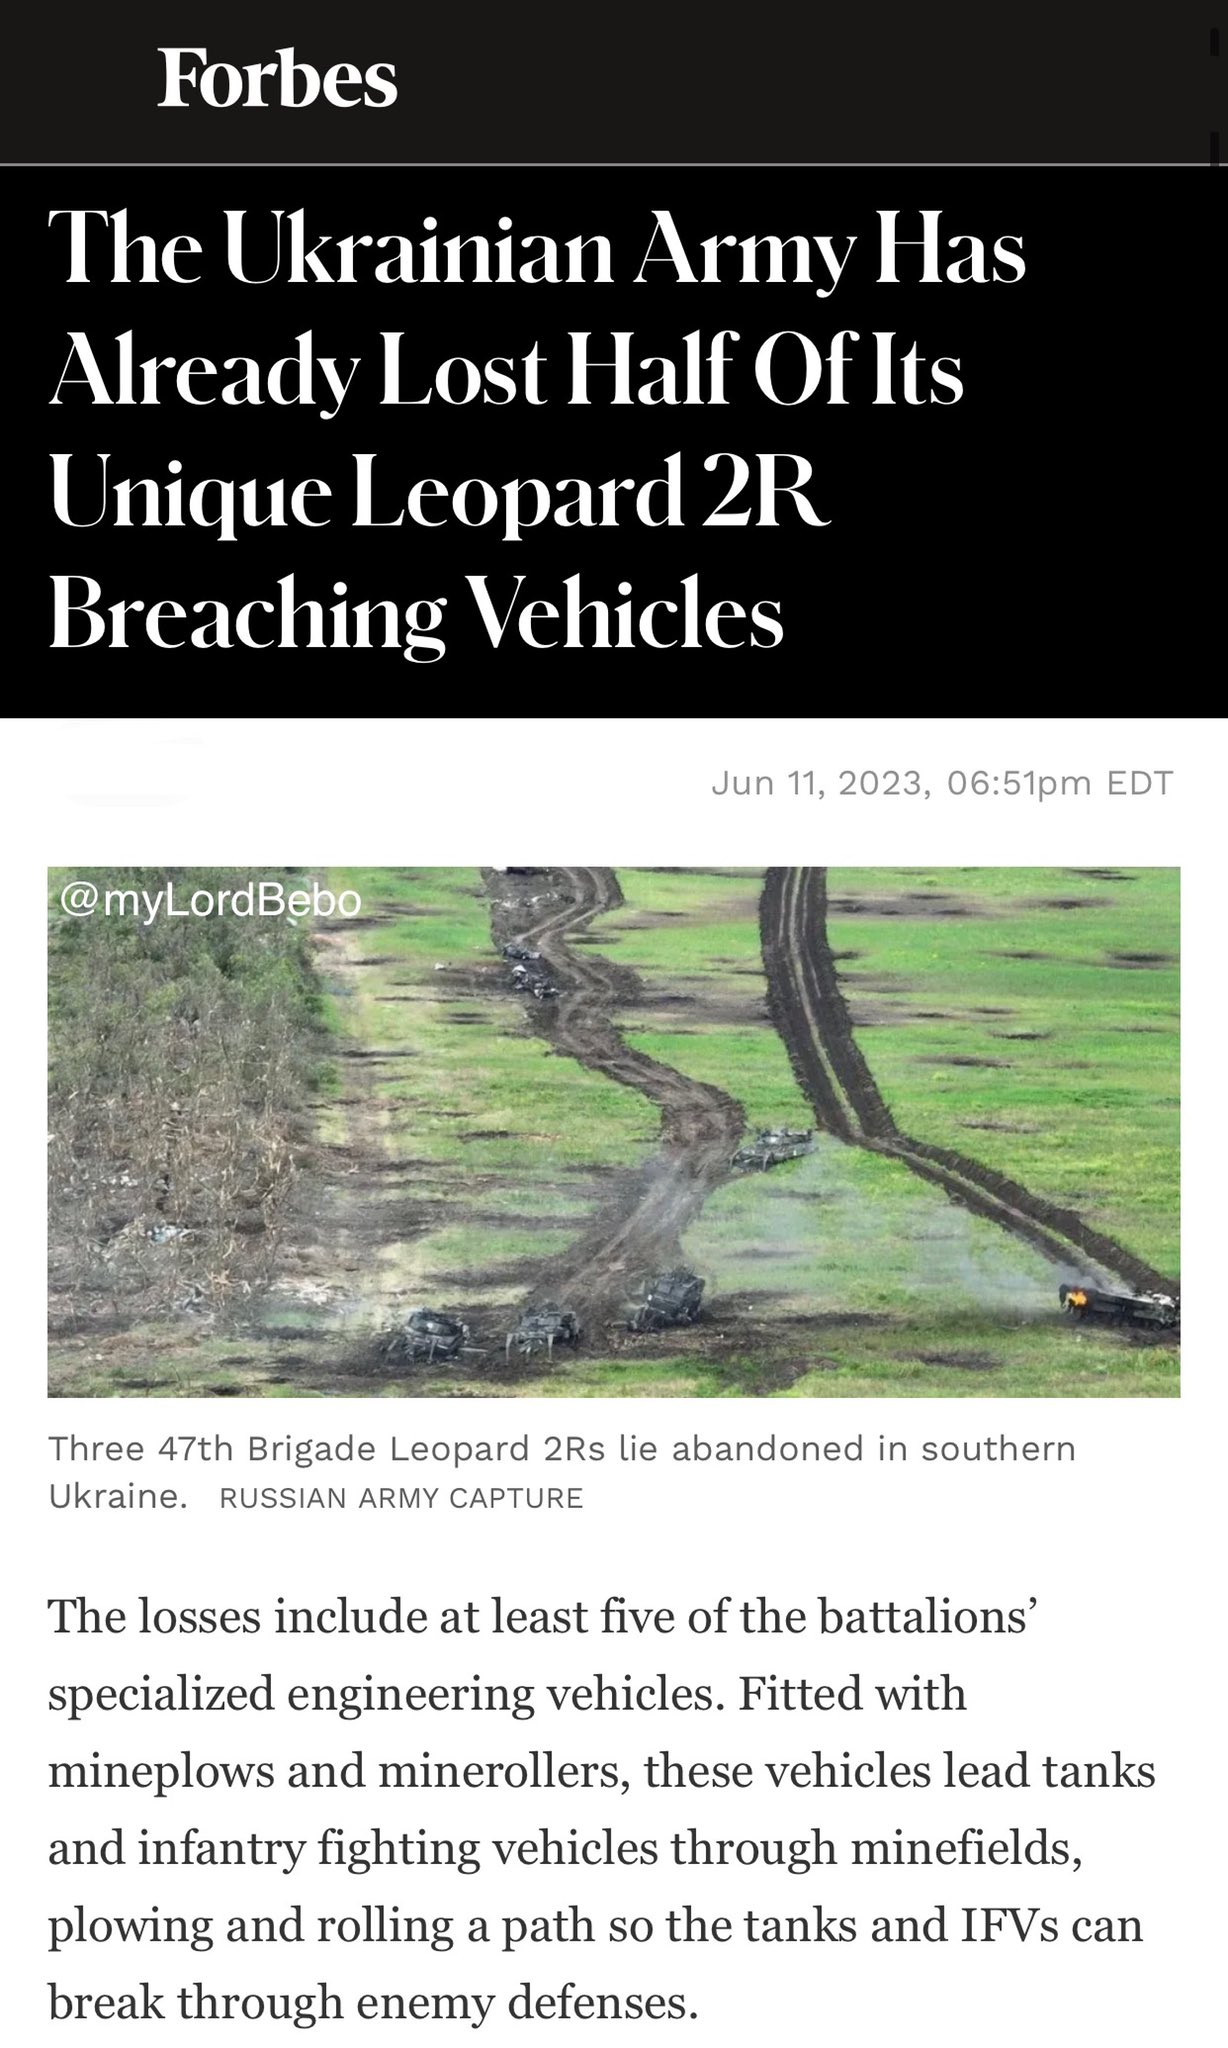 Forbes
The Ukrainian Army Has
Already Lost Half Of Its
Unique Leopard 2R
Breaching Vehicles
Jun 11, 2023, 06:51pm EDT
@myLordBebo
Three 47th Brigade Leopard 2Rs lie abandoned in southern
Ukraine. RUSSIAN ARMY CAPTURE
The losses include at least five of the battalions’
specialized engineering vehicles. Fitted with
mineplows and minerollers, these vehicles lead tanks
and infantry fighting vehicles through minefields,
plowing and rolling a path so the tanks and IFVs can
break through enemy defenses.